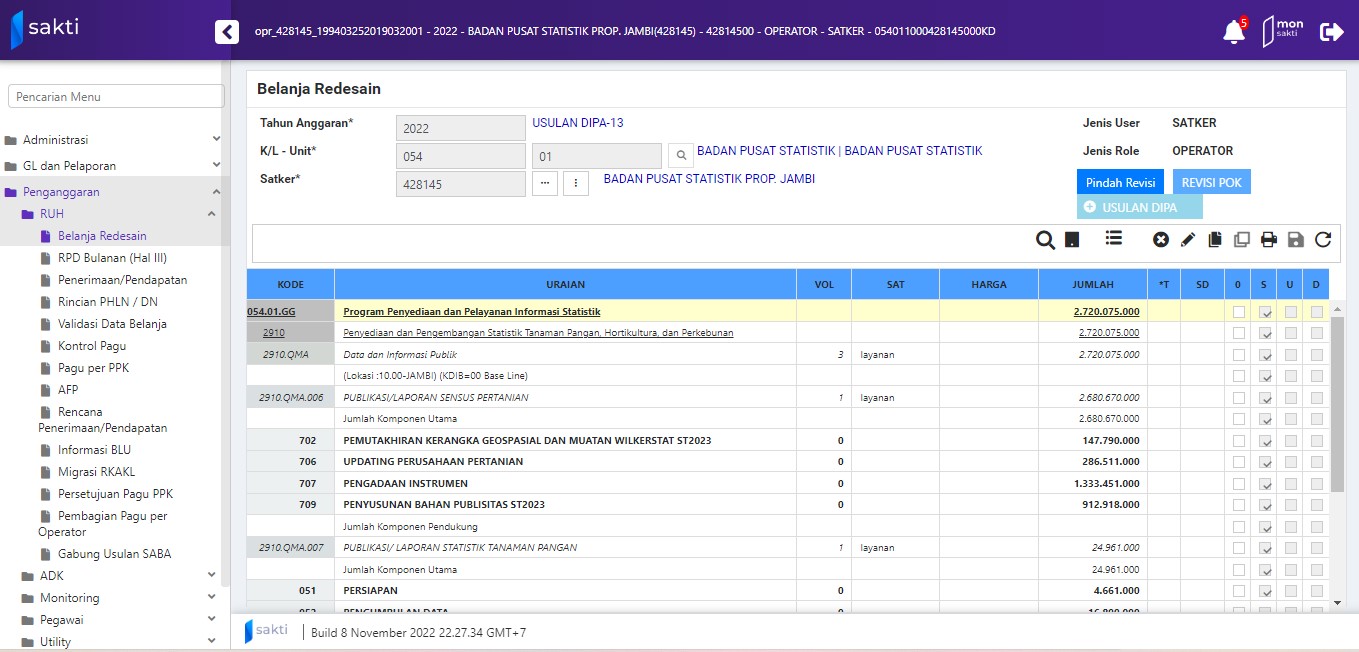 sakti
opr_428145_199403252019032001 - 2022 - BADAN PUSAT STATISTIK PROP. JAMBI(428145) - 42814500 - OPERATOR - SATKER - 054011000428145000KD
5
mon
sakti
Pencarian Menu
Administrasi
GL dan Pelaporan
Penganggaran
RUH
Belanja Redesain
RPD Bulanan (Hal III)
Penerimaan/Pendapatan
Rincian PHLN / DN
Validasi Data Belanja
Kontrol Pagu
Pagu per PPK
AFP
Rencana
Penerimaan/Pendapatan
Informasi BLU
Migrasi RKAKL
Persetujuan Pagu PPK
Pembagian Pagu per
Operator
Gabung Usulan SABA
ADK
Monitoring
Pegawai
Utility
Belanja Redesain
Tahun Anggaran* 2022 USULAN DIPA-13 Jenis User SATKER
K/L - Unit* 054 01 BADAN PUSAT STATISTIK | BADAN PUSAT STATISTIK Jenis Role OPERATOR
Satker* 428145 BADAN PUSAT STATISTIK PROP. JAMBI Pindah Revisi REVISI POK
USULAN DIPA
KODE URAIAN VOL SAT HARGA JUMLAH *T SD 0 S U D
054.01.GG Program Penyediaan dan Pelayanan Informasi Statistik 2.720.075.000
2910 Penyediaan dan Pengembangan Statistik Tanaman Pangan, Hortikultura, dan Perkebunan 2.720.075.000
2910.QMA Data dan Informasi Publik 3 layanan 2.720.075.000
(Lokasi :10.00-JAMBI) (KDIB=00 Base Line)
2910.QMA.006 PUBLIKASI/LAPORAN SENSUS PERTANIAN 1 layanan 2.680.670.000
Jumlah Komponen Utama 2.680.670.000
702 PEMUTAKHIRAN KERANGKA GEOSPASIAL DAN MUATAN WILKERSTAT ST2023 0 147.790.000
706 UPDATING PERUSAHAAN PERTANIAN 0 286.511.000
707 PENGADAAN INSTRUMEN 0 1.333.451.000
709 PENYUSUNAN BAHAN PUBLISITAS ST2023 0 912.918.000
Jumlah Komponen Pendukung
2910.QMA.007 PUBLIKASI/ LAPORAN STATISTIK TANAMAN PANGAN 1 layanan 24.961.000
Jumlah Komponen Utama 24.961.000
051 PERSIAPAN 0 4.661.000
PENGUMPULAN DATA
sakti
Build 8 November 2022 22.27.34 GMT+7